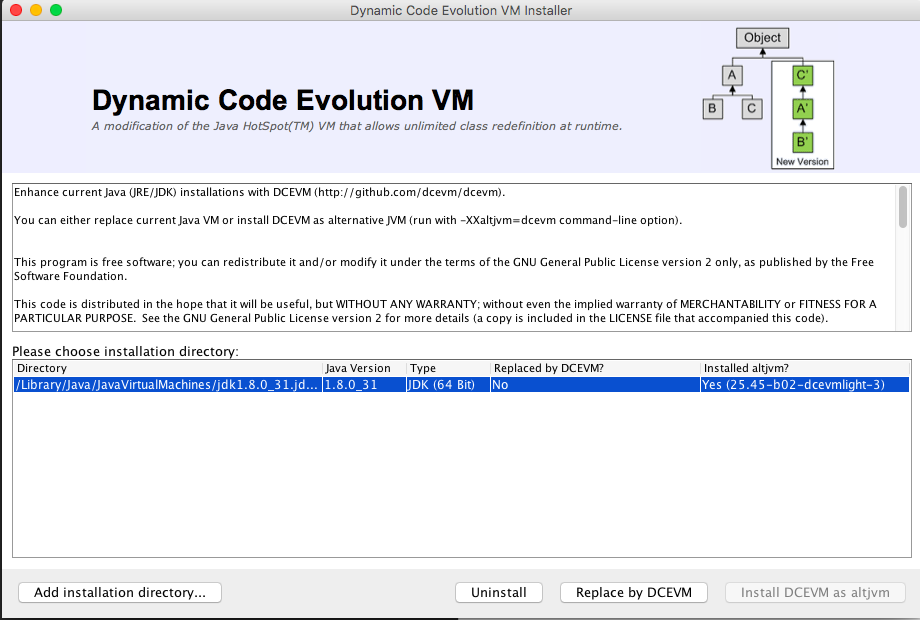 Dynamic Code Evolution VM Installer
Object
A
C'
B
C
A'
B'
New Version
Dynamic Code Evolution VM
A modification of the Java HotSpot(TM) VM that allows unlimited class redefinition at runtime.
Enhance current Java (JRE/JDK) installations with DCEVM (http://github.com/dcevm/dcevm).
You can either replace current Java VM or install DCEVM as alternative JVM (run with -XXaltjvm=dcevm command-line option).
This program is free software; you can redistribute it and/or modify it under the terms of the GNU General Public License version 2 only, as published by the Free
Software Foundation.
This code is distributed in the hope that it will be useful, but WITHOUT ANY WARRANTY; without even the implied warranty of MERCHANTABILITY or FITNESS FOR A
PARTICULAR PURPOSE.  See the GNU General Public License version 2 for more details (a copy is included in the LICENSE file that accompanied this code).
Please choose installation directory:
Directory Java Version Type Replaced by DCEVM? Installed altjvm?
/Library/Java/JavaVirtualMachines/jdk1.8.0_31.jd... 1.8.0_31 JDK (64 Bit) No Yes (25.45-b02-dcevmlight-3)
Add installation directory... Uninstall Replace by DCEVM Install DCEVM as altjvm